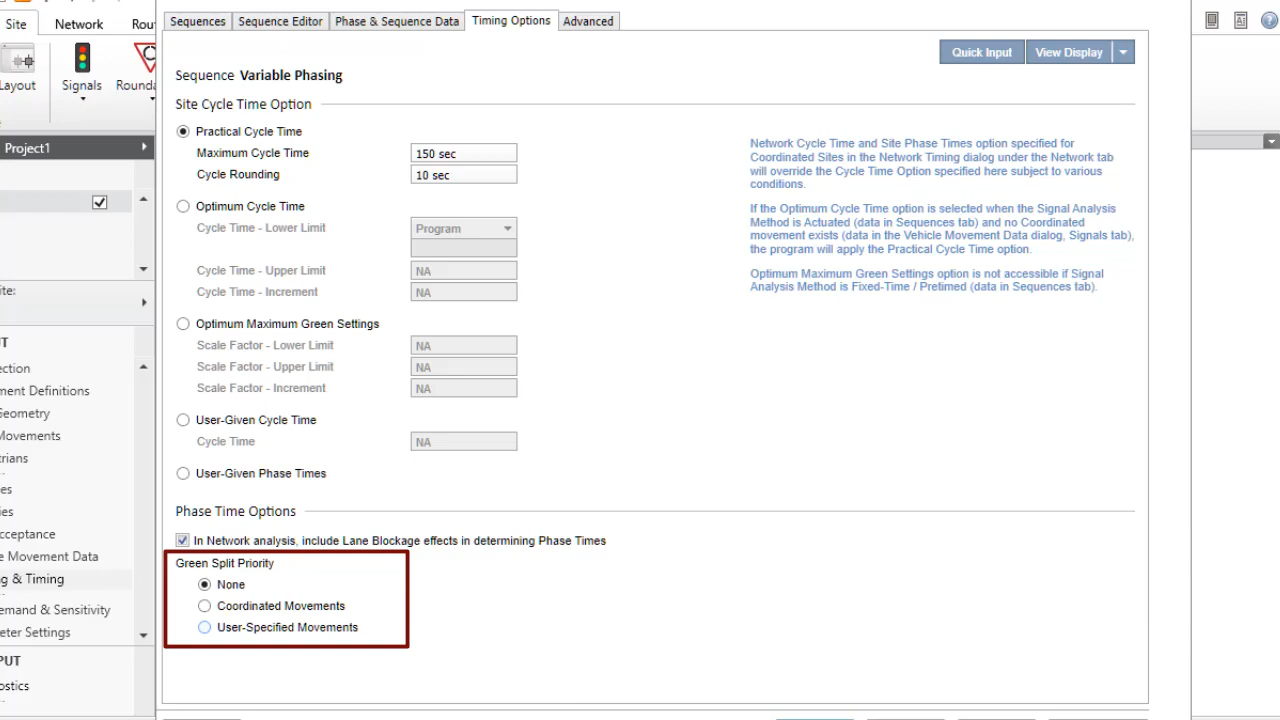 Site Network Rou
Layout
Signals
Rounda
Project1
ite:
UT
ection
ment Definitions
Geometry
Movements
trians
es
ies
cceptance
e Movement Data
g & Timing
emand & Sensitivity
eter Settings
PUT
ostics
Sequences Sequence Editor Phase & Sequence Data Timing Options Advanced
Quick Input View Display
Sequence Variable Phasing
Site Cycle Time Option
Practical Cycle Time
Maximum Cycle Time 150 sec
Cycle Rounding 10 sec
Optimum Cycle Time
Cycle Time - Lower Limit Program
Cycle Time - Upper Limit NA
Cycle Time - Increment NA
Optimum Maximum Green Settings
Scale Factor - Lower Limit NA
Scale Factor - Upper Limit NA
Scale Factor - Increment NA
User-Given Cycle Time
Cycle Time NA
User-Given Phase Times
Network Cycle Time and Site Phase Times option specified for
Coordinated Sites in the Network Timing dialog under the Network tab
will override the Cycle Time Option specified here subject to various
conditions.
If the Optimum Cycle Time option is selected when the Signal Analysis
Method is Actuated (data in Sequences tab) and no Coordinated
movement exists (data in the Vehicle Movement Data dialog, Signals tab),
the program will apply the Practical Cycle Time option.
Optimum Maximum Green Settings option is not accessible if Signal
Analysis Method is Fixed-Time / Pretimed (data in Sequences tab).
Phase Time Options
In Network analysis, include Lane Blockage effects in determining Phase Times
Green Split Priority
None
Coordinated Movements
User-Specified Movements